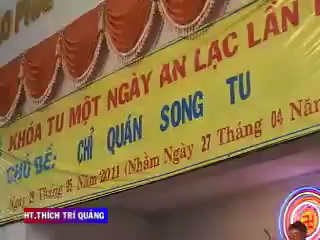 KHÓA TU MỘT NGÀY AN LẠC LẦN
CHỦ ĐỀ: CHỈ QUÁN SONG TU
Ngày 29 Tháng 05 Năm 2011 (Nhằm Ngày 27 Tháng 04 Năm
HT.THÍCH TRÍ QUẢNG